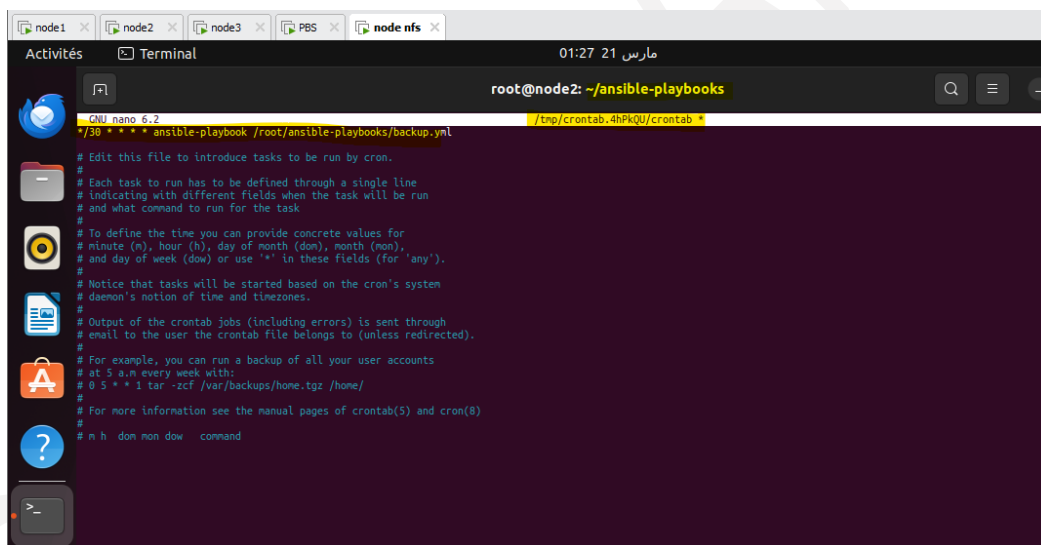 node1 × node2 × node3 × PBS × node nfs ×
Activités Terminal 01:27 21 مارس
root@node2: ~/ansible-playbooks
GNU nano 6.2 /tmp/crontab.4hPkQU/crontab *
*/30 * * * * ansible-playbook /root/ansible-playbooks/backup.yml
# Edit this file to introduce tasks to be run by cron.
#
# Each task to run has to be defined through a single line
# indicating with different fields when the task will be run
# and what command to run for the task
#
# To define the time you can provide concrete values for
# minute (m), hour (h), day of month (dom), month (mon),
# and day of week (dow) or use '*' in these fields (for 'any').
#
# Notice that tasks will be started based on the cron's system
# daemon's notion of time and timezones.
#
# Output of the crontab jobs (including errors) is sent through
# email to the user the crontab file belongs to (unless redirected).
#
# For example, you can run a backup of all your user accounts
# at 5 a.m every week with:
# 0 5 * * 1 tar -zcf /var/backups/home.tgz /home/
#
# For more information see the manual pages of crontab(5) and cron(8)
#
# m h dom mon dow command